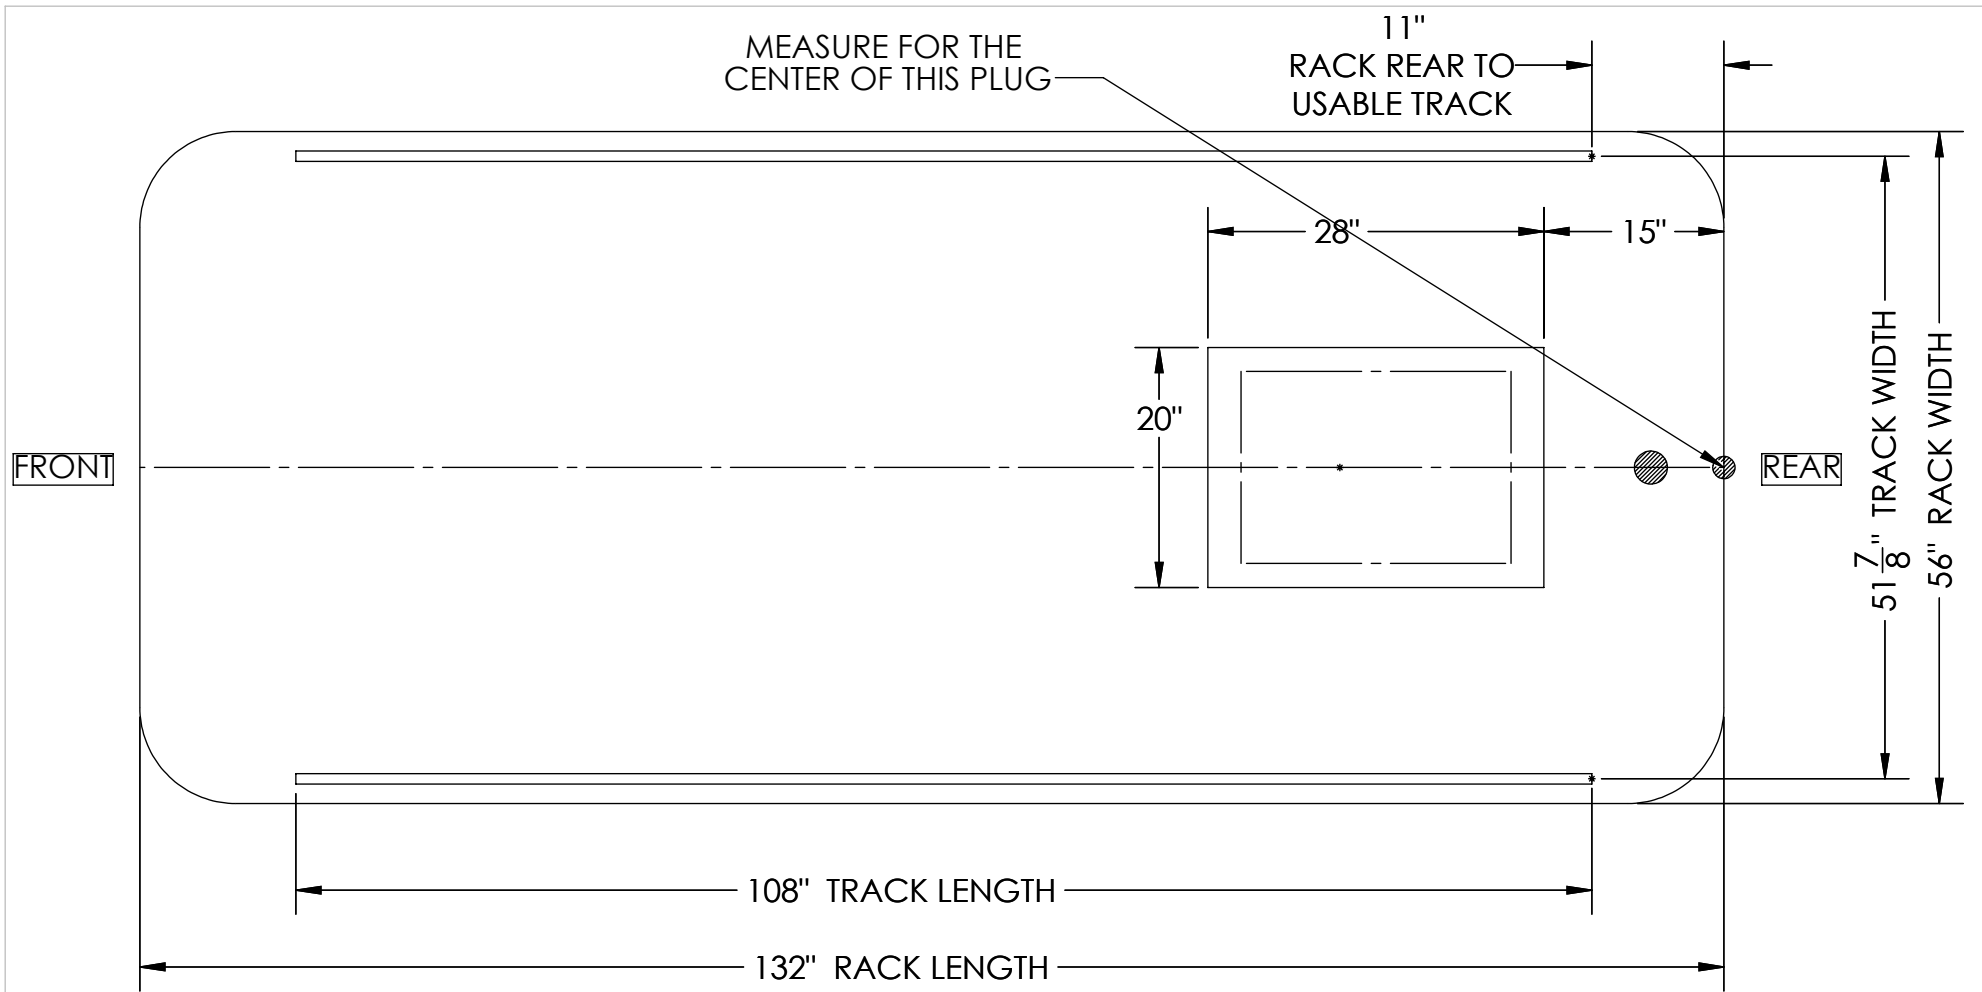 MEASURE FOR THE
CENTER OF THIS PLUG
11"
RACK REAR TO
USABLE TRACK
28"
15"
20"
FRONT
REAR
51 7/8" TRACK WIDTH
56" RACK WIDTH
108" TRACK LENGTH
132" RACK LENGTH